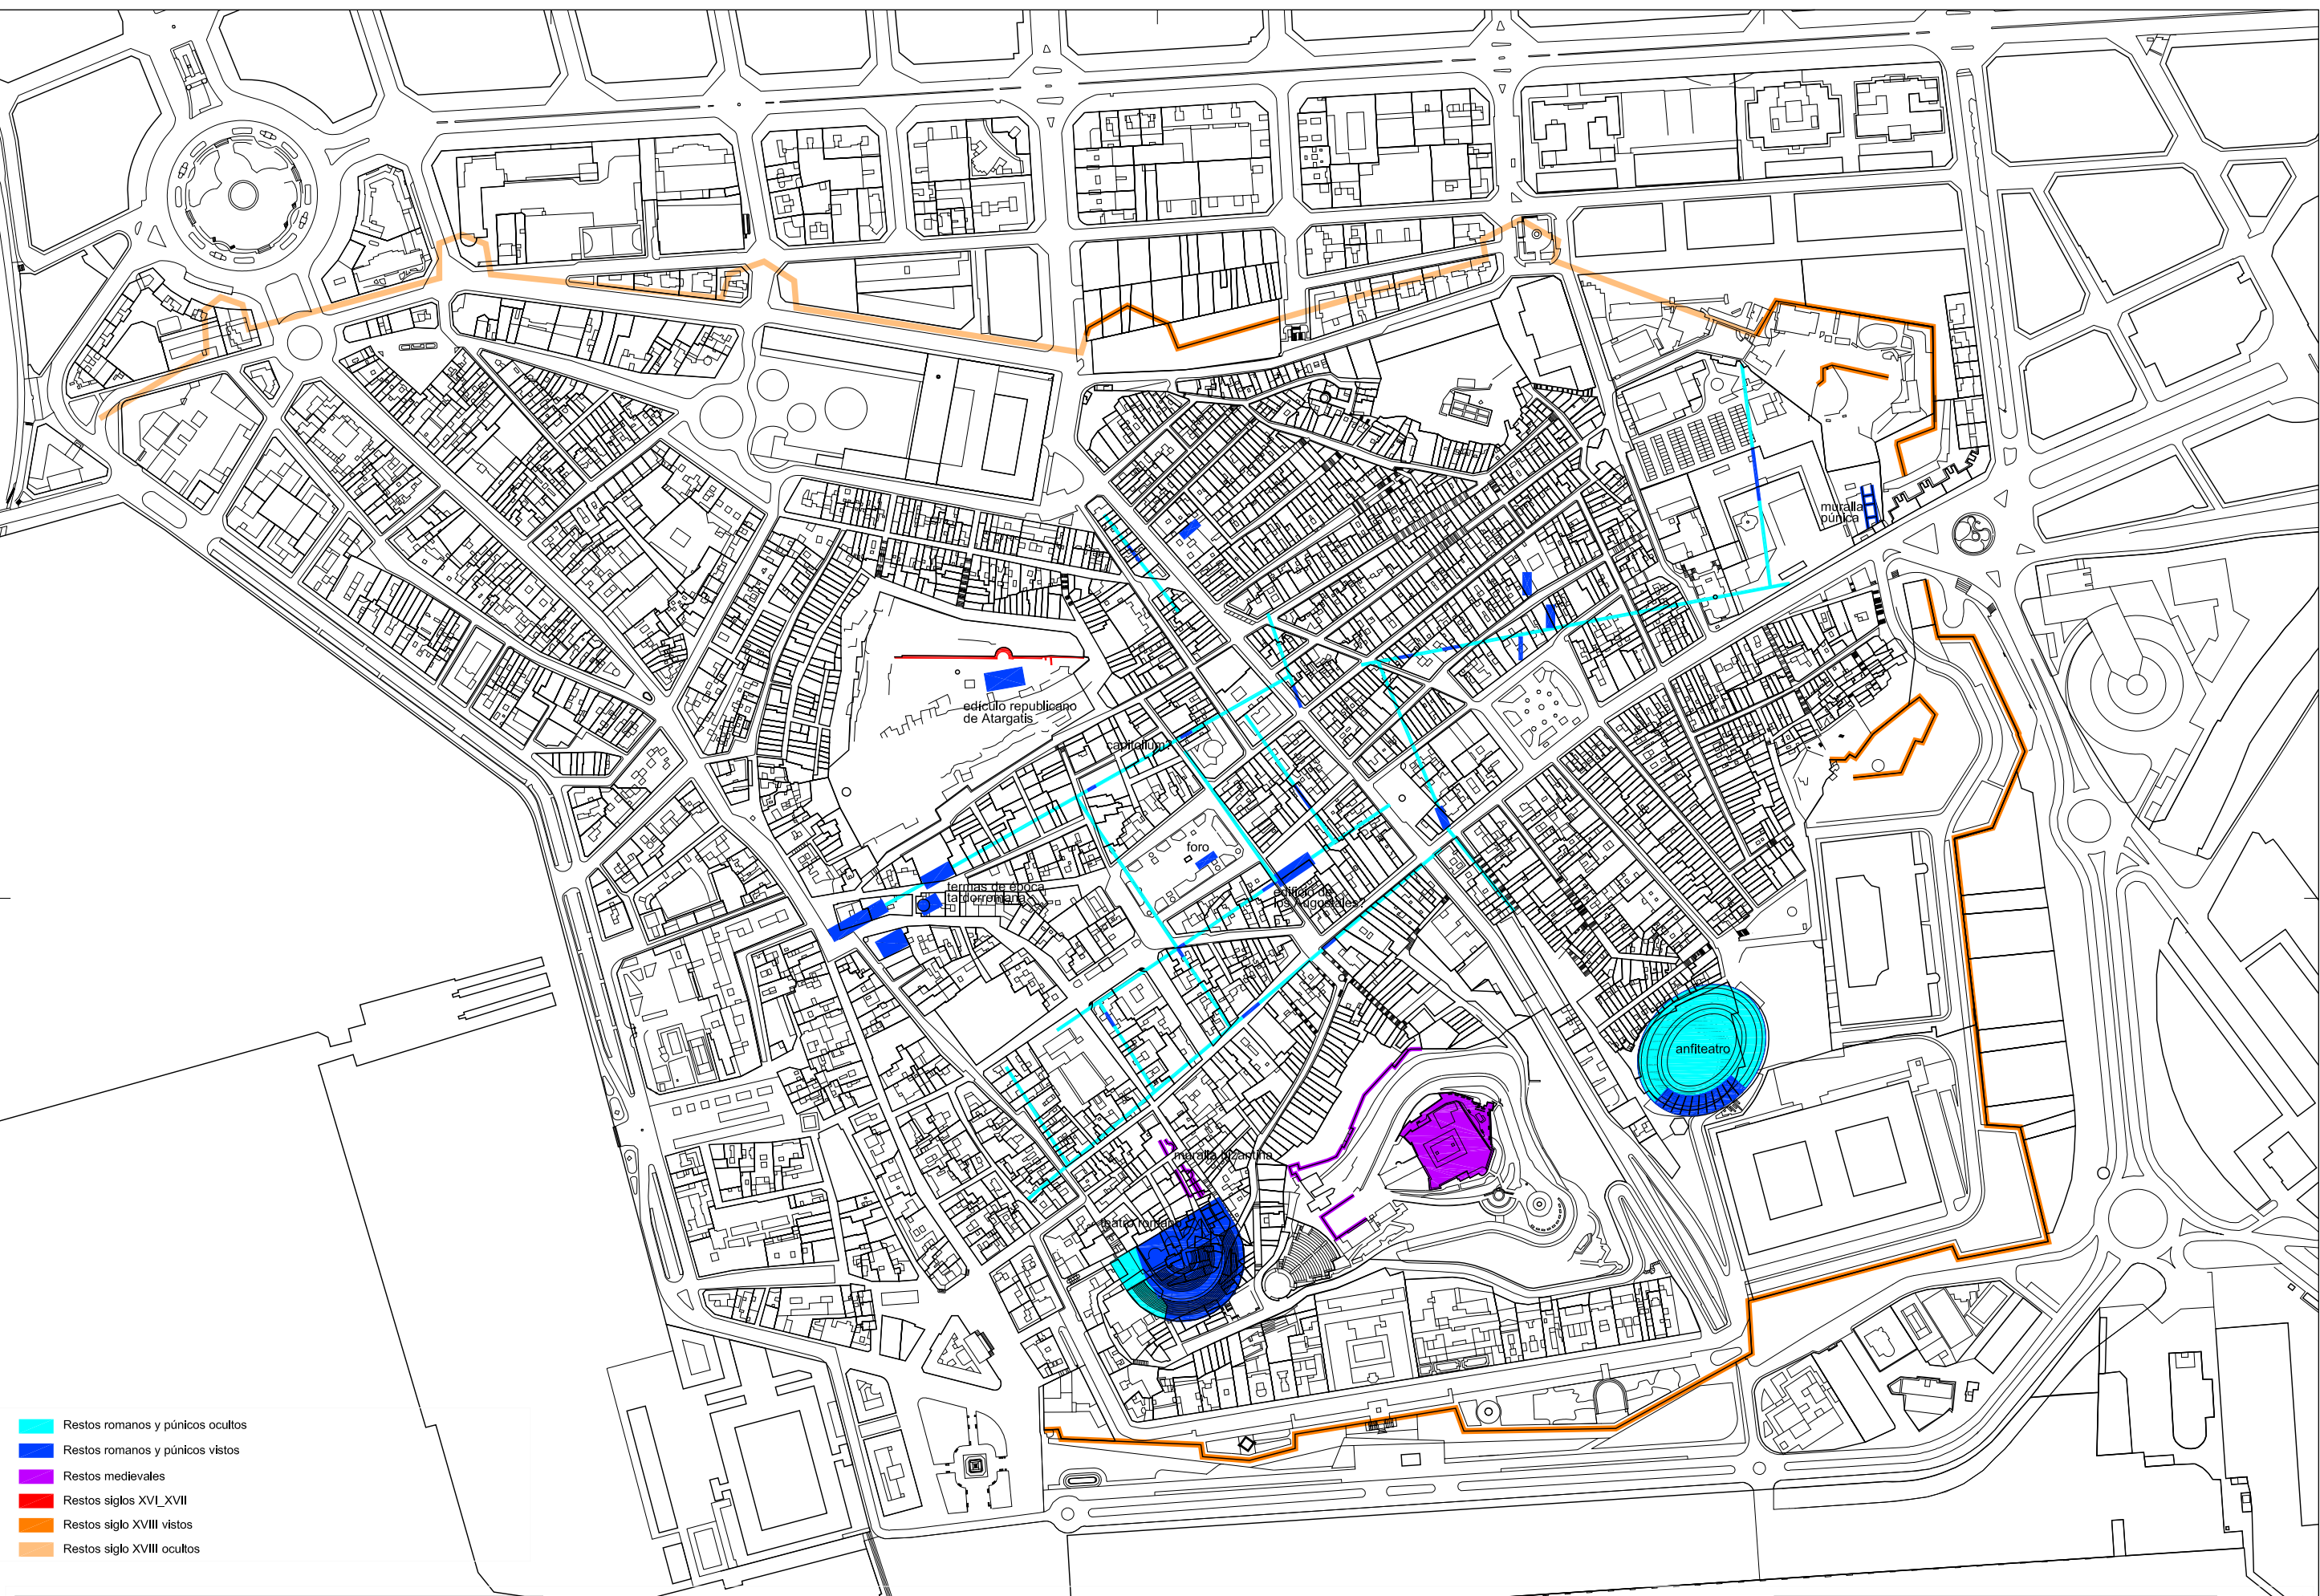 muralla
púnica
edículo republicano
de Atargatis
capitolium?
foro
termas de época
tardorromana
edificio de
los Augustales?
anfiteatro
muralla bizantina
teatro romano
Restos romanos y púnicos ocultos
Restos romanos y púnicos vistos
Restos medievales
Restos siglos XVI_XVII
Restos siglo XVIII vistos
Restos siglo XVIII ocultos